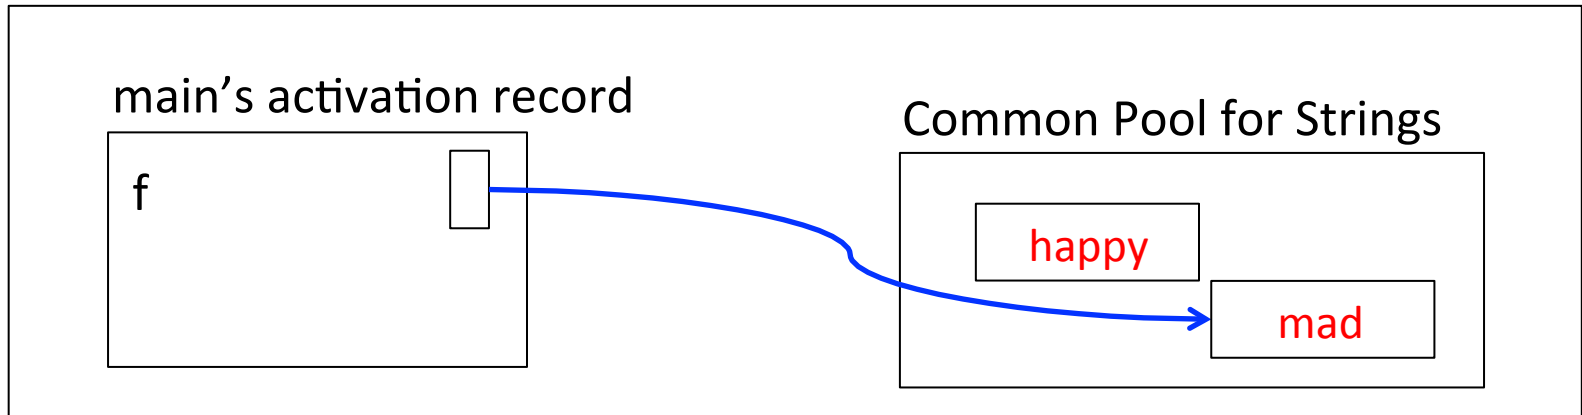 main’s activation record
Common Pool for Strings
f
happy
mad